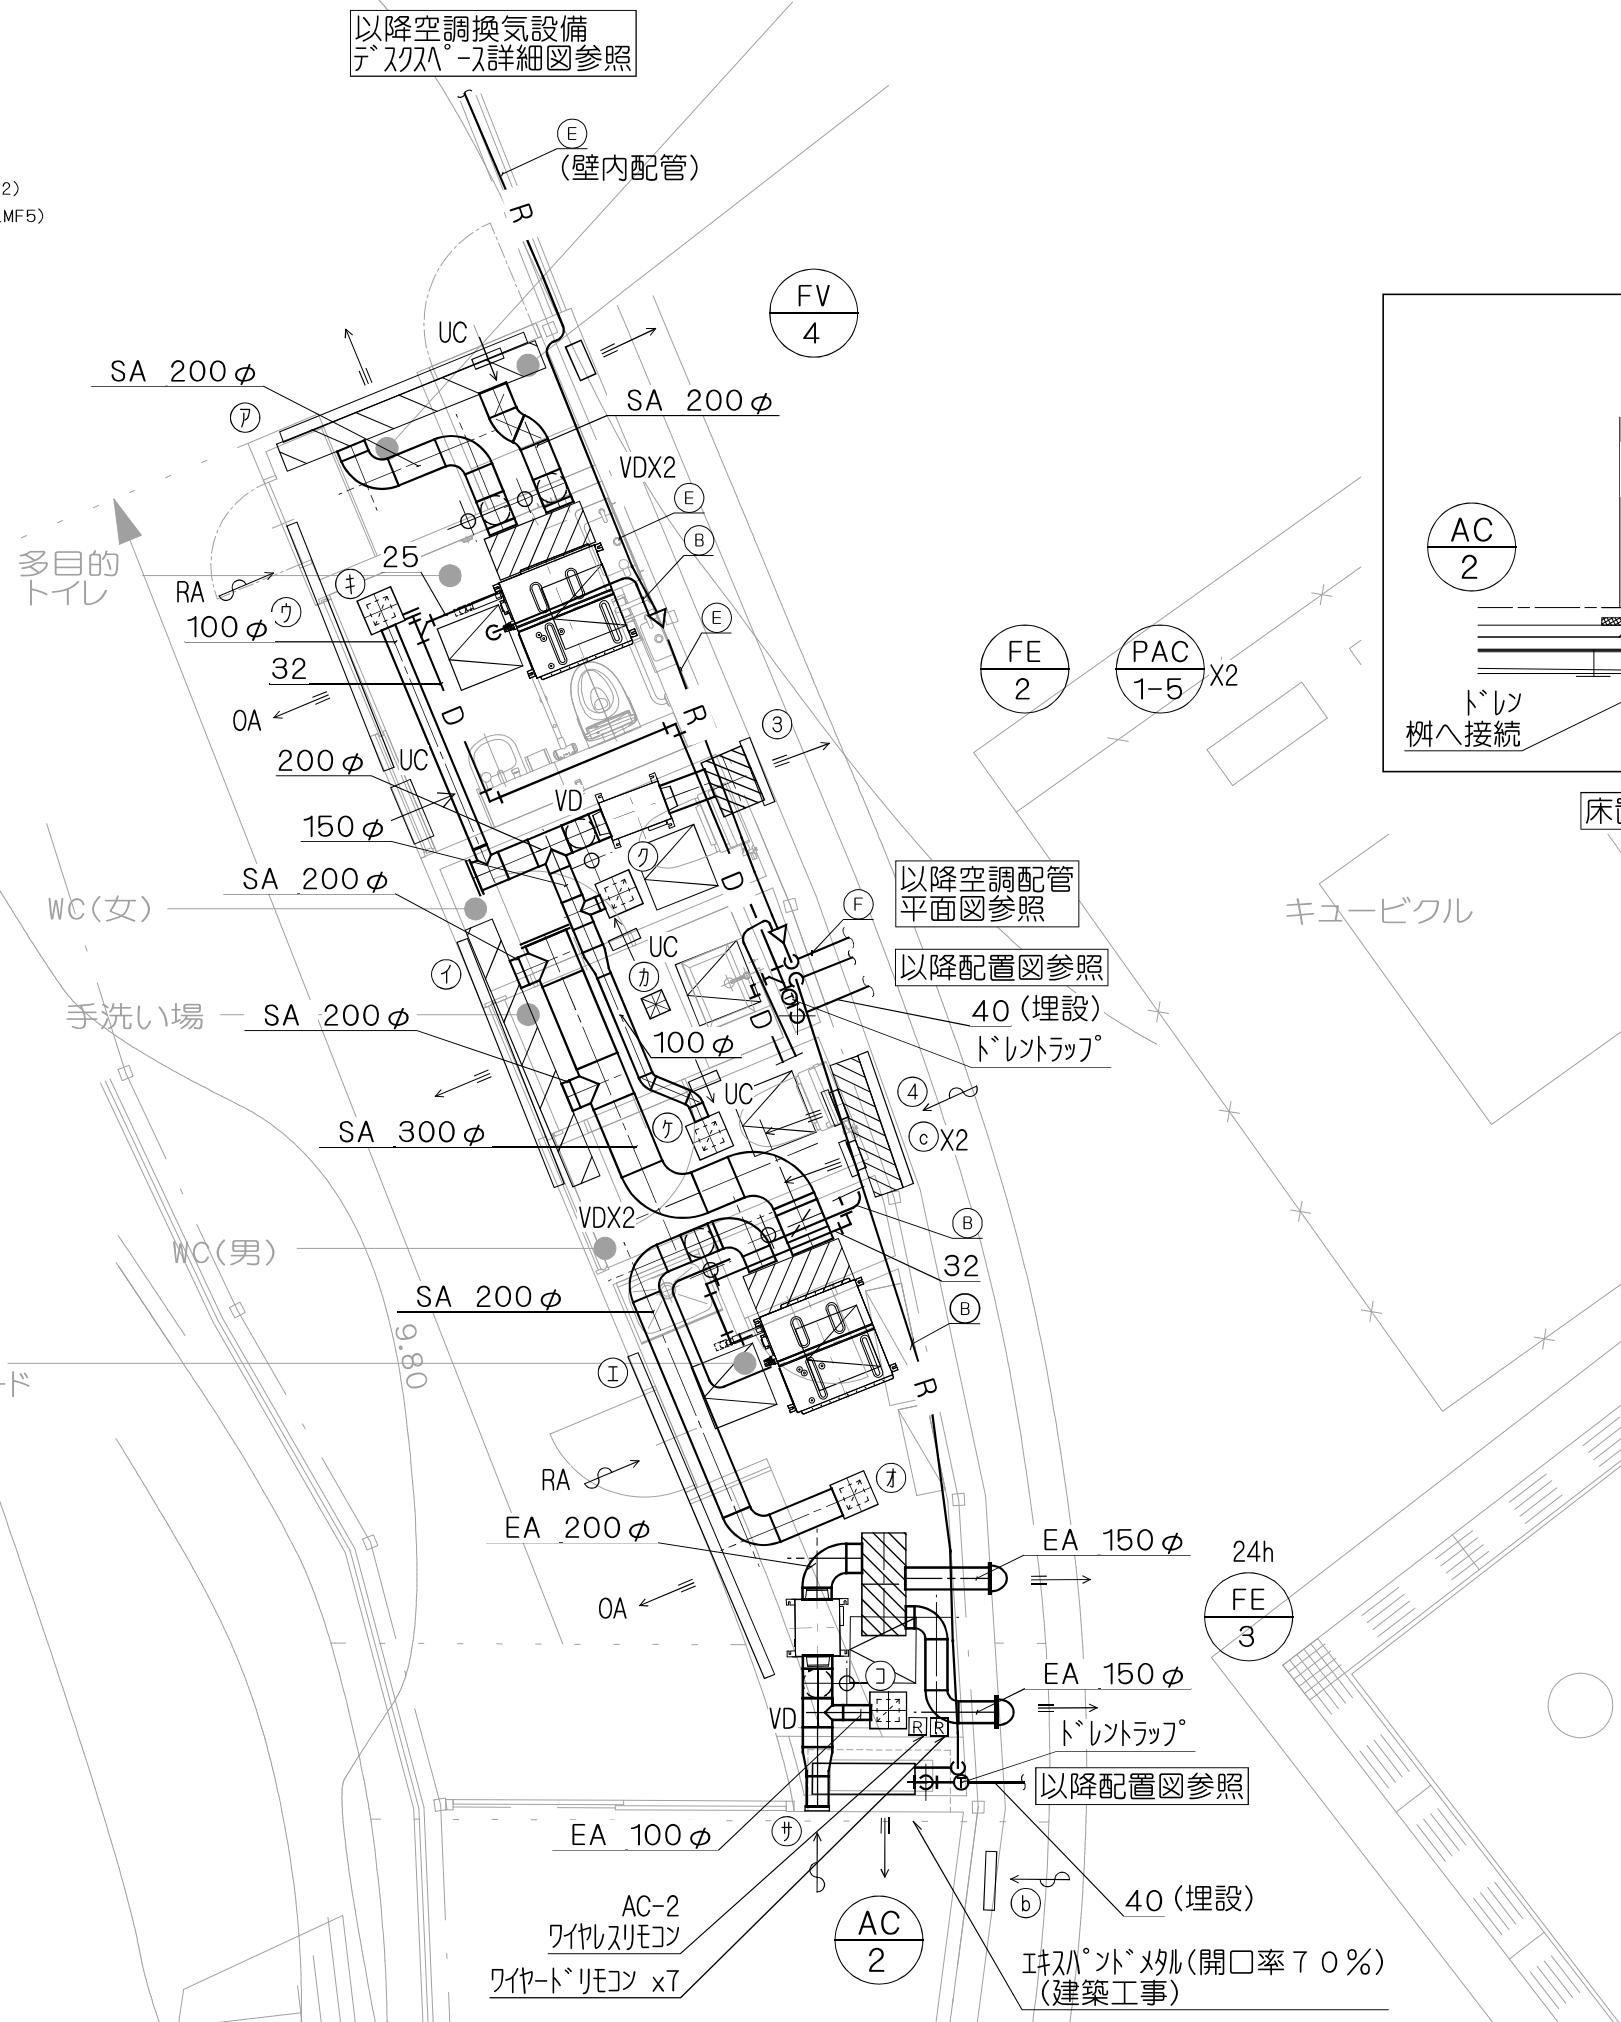 以降空調換気設備
ﾃﾞｽｸｽﾍﾟｰｽ詳細図参照
E
(壁内配管)
2)
MF5)
R
FV
4
UC
SA 200φ
SA 200φ
ｱ
VDX2
E
B
25
多目的
トイレ
RA
ｷ
ｳ
100φ
E
FE
2
PAC
1-5
X2
AC
2
32
OA
D
R
3
ﾄﾞﾚﾝ
桝へ接続
200φ
UC
VD
床
150φ
ｸ
SA 200φ
D
以降空調配管
平面図参照
WC(女)
F
キュービクル
UC
以降配置図参照
ｲ
ｶ
手洗い場
SA 200φ
40(埋設)
D
100φ
ﾄﾞﾚﾝﾄﾗｯﾌﾟ
UC
4
SA 300φ
ｹ
cX2
VDX2
B
WC(男)
32
SA 200φ
B
9.80
ード
ｴ
R
RA
ｵ
EA 200φ
EA 150φ
24h
FE
3
OA
ｺ
EA 150φ
VD
R
R
ﾄﾞﾚﾝﾄﾗｯﾌﾟ
以降配置図参照
EA 100φ
ｻ
b
40(埋設)
AC-2
ﾜｲﾔﾚｽﾘﾓｺﾝ
AC
2
ﾜｲﾔｰﾄﾞﾘﾓｺﾝ x7
ｴｷｽﾊﾟﾝﾄﾞﾒﾀﾙ(開口率７０％)
(建築工事)